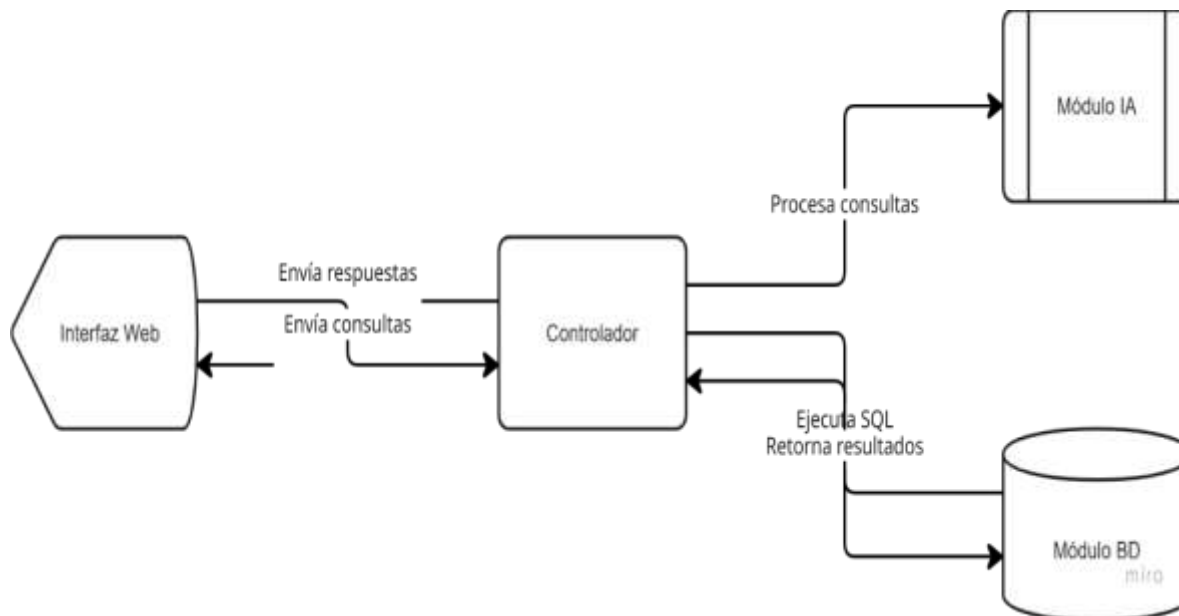 Módulo IA
Procesa consultas
Envía respuestas
Envía consultas
Interfaz Web
Controlador
Ejecuta SQL
Retorna resultados
Módulo BD
miro